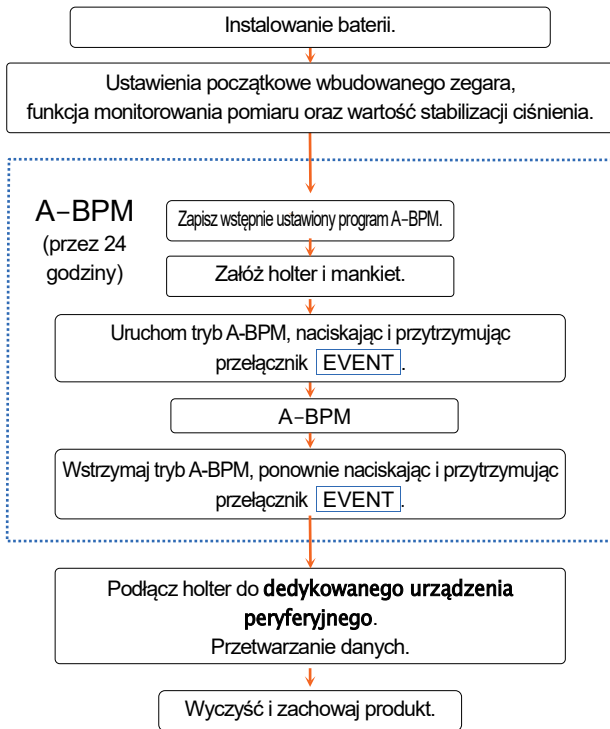 Instalowanie baterii.
Ustawienia początkowe wbudowanego zegara,
funkcja monitorowania pomiaru oraz wartość stabilizacji ciśnienia.
A–BPM
(przez 24
godziny)
Zapisz wstępnie ustawiony program A–BPM.
Załóż holter i mankiet.
Uruchom tryb A-BPM, naciskając i przytrzymując
przełącznik EVENT.
A–BPM
Wstrzymaj tryb A-BPM, ponownie naciskając i przytrzymując
przełącznik EVENT.
Podłącz holter do dedykowanego urządzenia
peryferyjnego.
Przetwarzanie danych.
Wyczyść i zachowaj produkt.